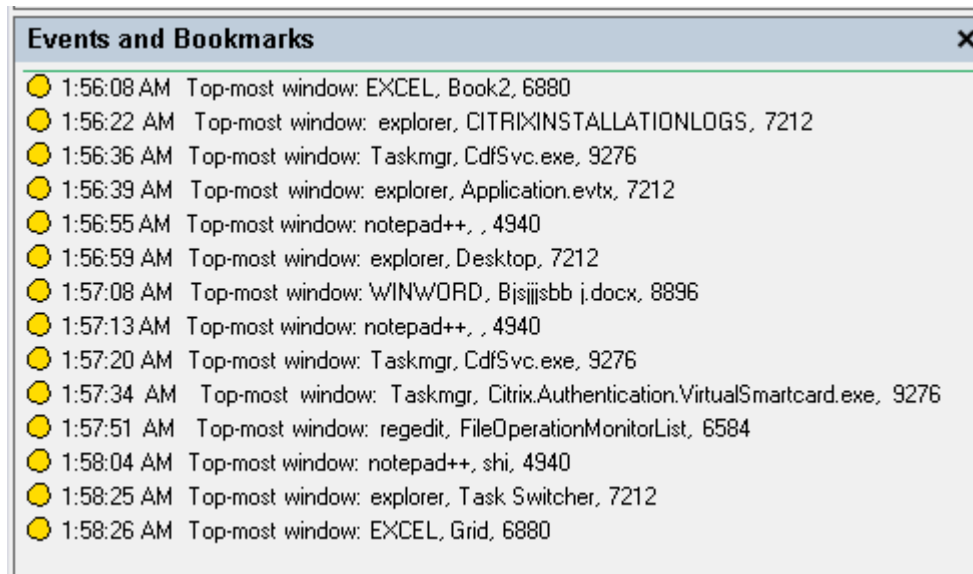 Events and Bookmarks
1:56:08 AM Top-most window: EXCEL, Book2, 6880
1:56:22 AM Top-most window: explorer, CITRIXINSTALLATIONLOGS, 7212
1:56:36 AM Top-most window: Taskmgr, CdfSvc.exe, 9276
1:56:39 AM Top-most window: explorer, Application.evtx, 7212
1:56:55 AM Top-most window: notepad++, , 4940
1:56:59 AM Top-most window: explorer, Desktop, 7212
1:57:08 AM Top-most window: WINWORD, Bjsjjjsbb j.docx, 8896
1:57:13 AM Top-most window: notepad++, , 4940
1:57:20 AM Top-most window: Taskmgr, CdfSvc.exe, 9276
1:57:34 AM Top-most window: Taskmgr, Citrix.Authentication.VirtualSmartcard.exe, 9276
1:57:51 AM Top-most window: regedit, FileOperationMonitorList, 6584
1:58:04 AM Top-most window: notepad++, shi, 4940
1:58:25 AM Top-most window: explorer, Task Switcher, 7212
1:58:26 AM Top-most window: EXCEL, Grid, 6880